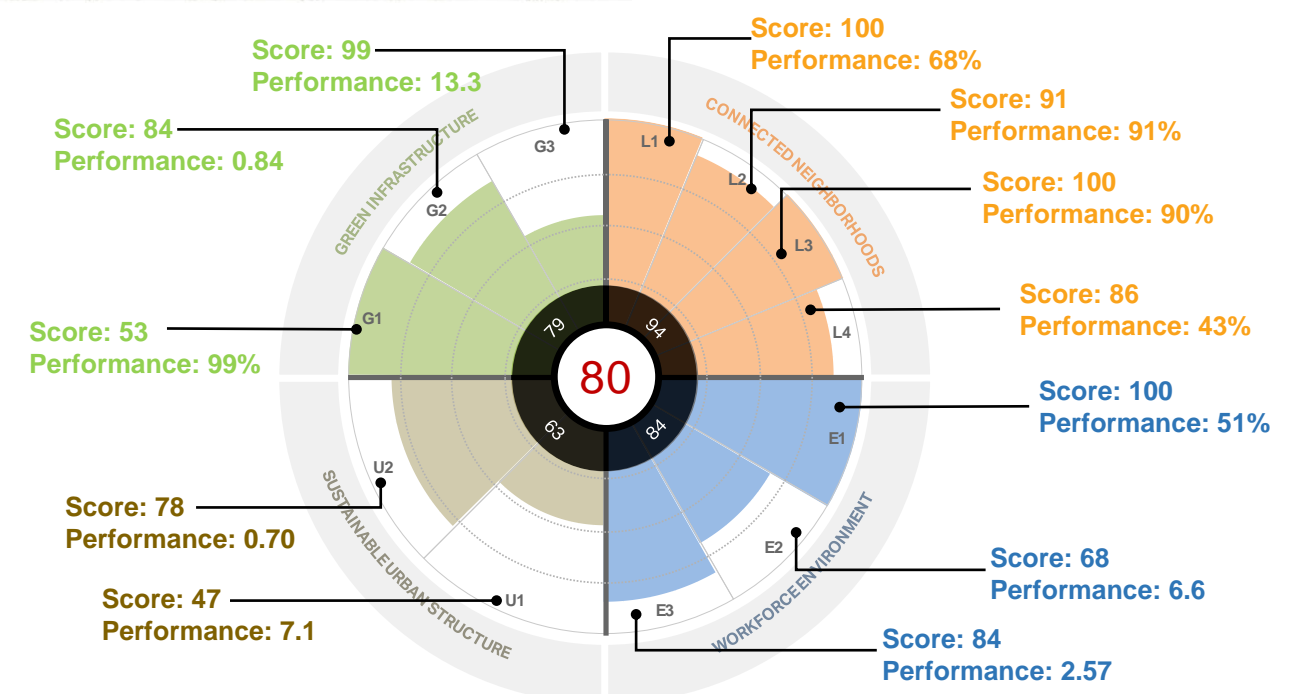 Score: 100
Performance: 68%
Score: 99
Performance: 13.3
Score: 91
Performance: 91%
CONNECTED NEIGHBORHOODS
GREEN INFRASTRUCTURE
Score: 84
Performance: 0.84
G3
L1
L2
G2
Score: 100
Performance: 90%
L3
Score: 86
Performance: 43%
G1
L4
Score: 53
Performance: 99%
79
94
80
63
84
Score: 100
Performance: 51%
E1
U2
Score: 78
Performance: 0.70
SUSTAINABLE URBAN STRUCTURE
WORKFORCE ENVIRONMENT
E2
Score: 68
Performance: 6.6
Score: 47
Performance: 7.1
U1
E3
Score: 84
Performance: 2.57